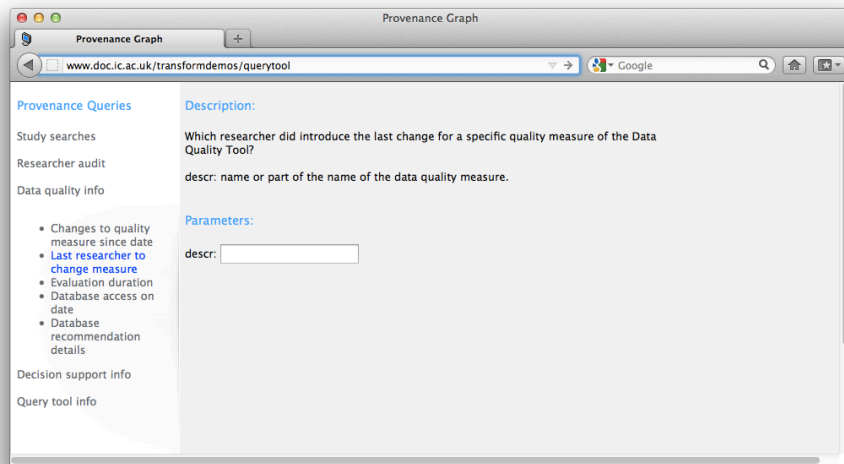 Provenance Graph
Provenance Graph
www.doc.ic.ac.uk/transformdemos/querytool
Google
Provenance Queries
Study searches
Researcher audit
Data quality info
Changes to quality
measure since date
Last researcher to
change measure
Evaluation duration
Database access on
date
Database
recommendation
details
Decision support info
Query tool info
Description:
Which researcher did introduce the last change for a specific quality measure of the Data
Quality Tool?
descr: name or part of the name of the data quality measure.
Parameters:
descr: